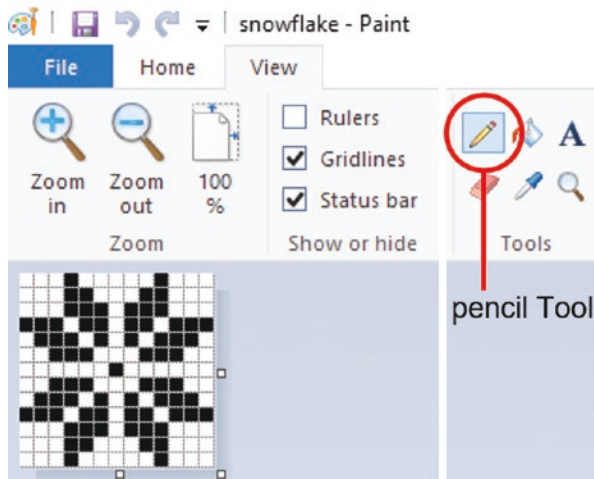 snowflake - Paint
File Home View
Zoom in
Zoom out
100 %
Zoom
Rulers
Gridlines
Status bar
Show or hide
A
Tools
pencil Tool